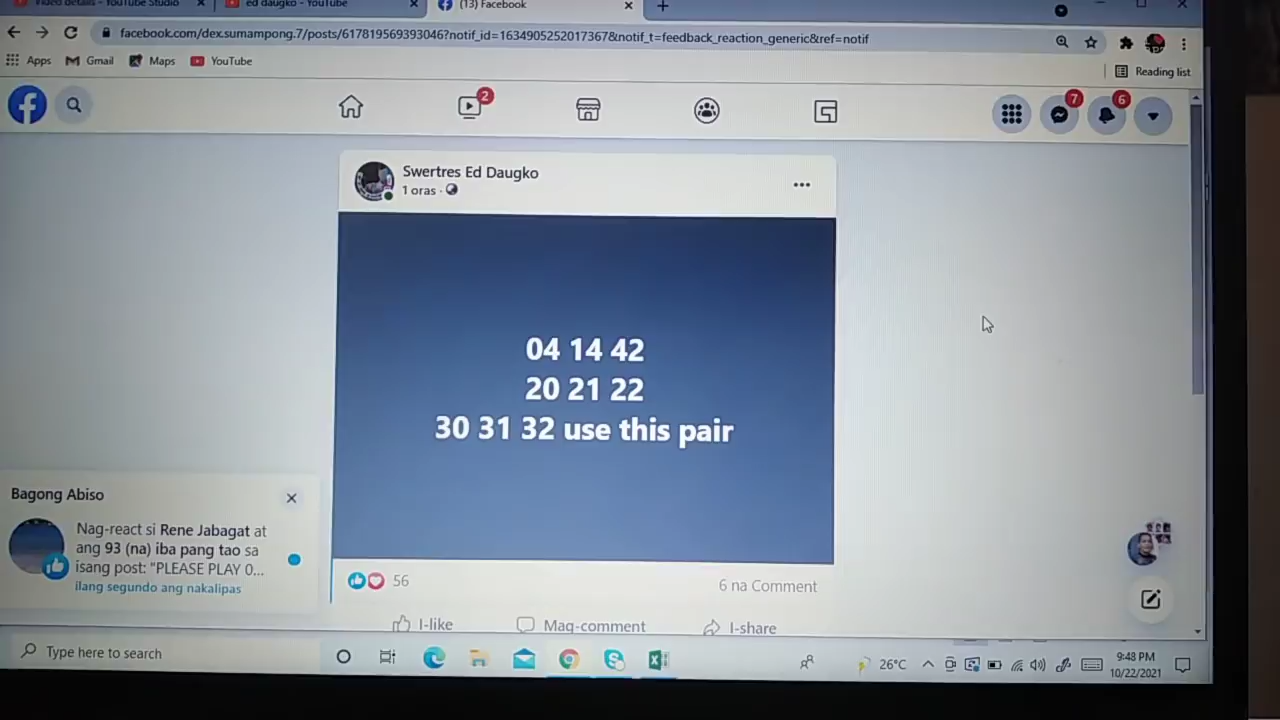 Video details - YouTube Studio
ed daugko - YouTube
(13) Facebook
facebook.com/dex.sumampong.7/posts/617819569393046?notif_id=1634905252017367&notif_t=feedback_reaction_generic&ref=notif
Apps
Gmail
Maps
YouTube
Reading list
2
7
6
Swertres Ed Daugko
1 oras ·
04 14 42
20 21 22
30 31 32 use this pair
Bagong Abiso
Nag-react si Rene Jabagat at
ang 93 (na) iba pang tao sa
isang post: "PLEASE PLAY 0...
ilang segundo ang nakalipas
56
6 na Comment
I-like
Mag-comment
I-share
Type here to search
26°C
9:48 PM
10/22/2021